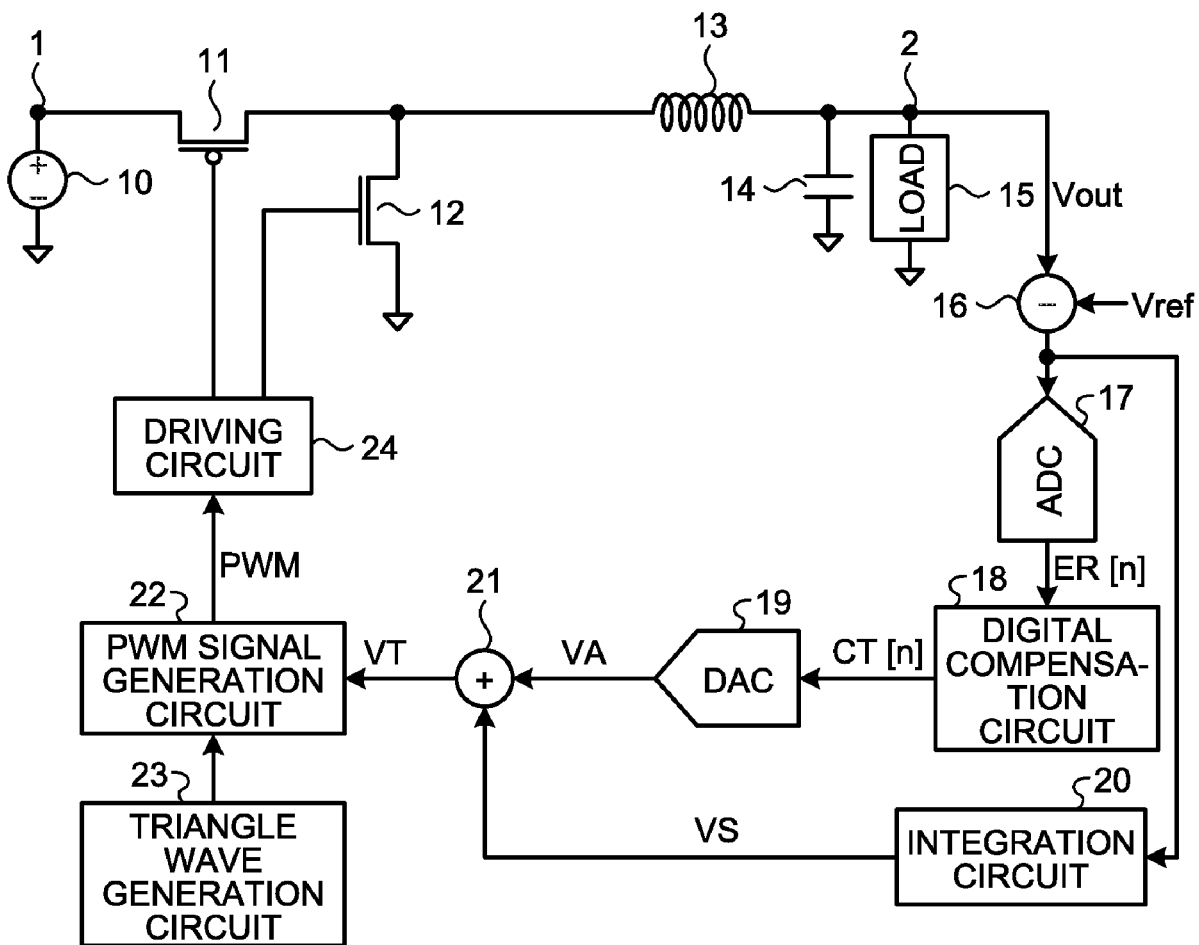 1
11
13
2
+
−
10
12
14
LOAD
15
Vout
16
−
Vref
DRIVING
CIRCUIT
24
17
ADC
PWM
ER [n]
22
21
19
18
PWM SIGNAL
GENERATION
CIRCUIT
VT
+
VA
DAC
CT [n]
DIGITAL
COMPENSA-
TION
CIRCUIT
23
TRIANGLE
WAVE
GENERATION
CIRCUIT
VS
20
INTEGRATION
CIRCUIT